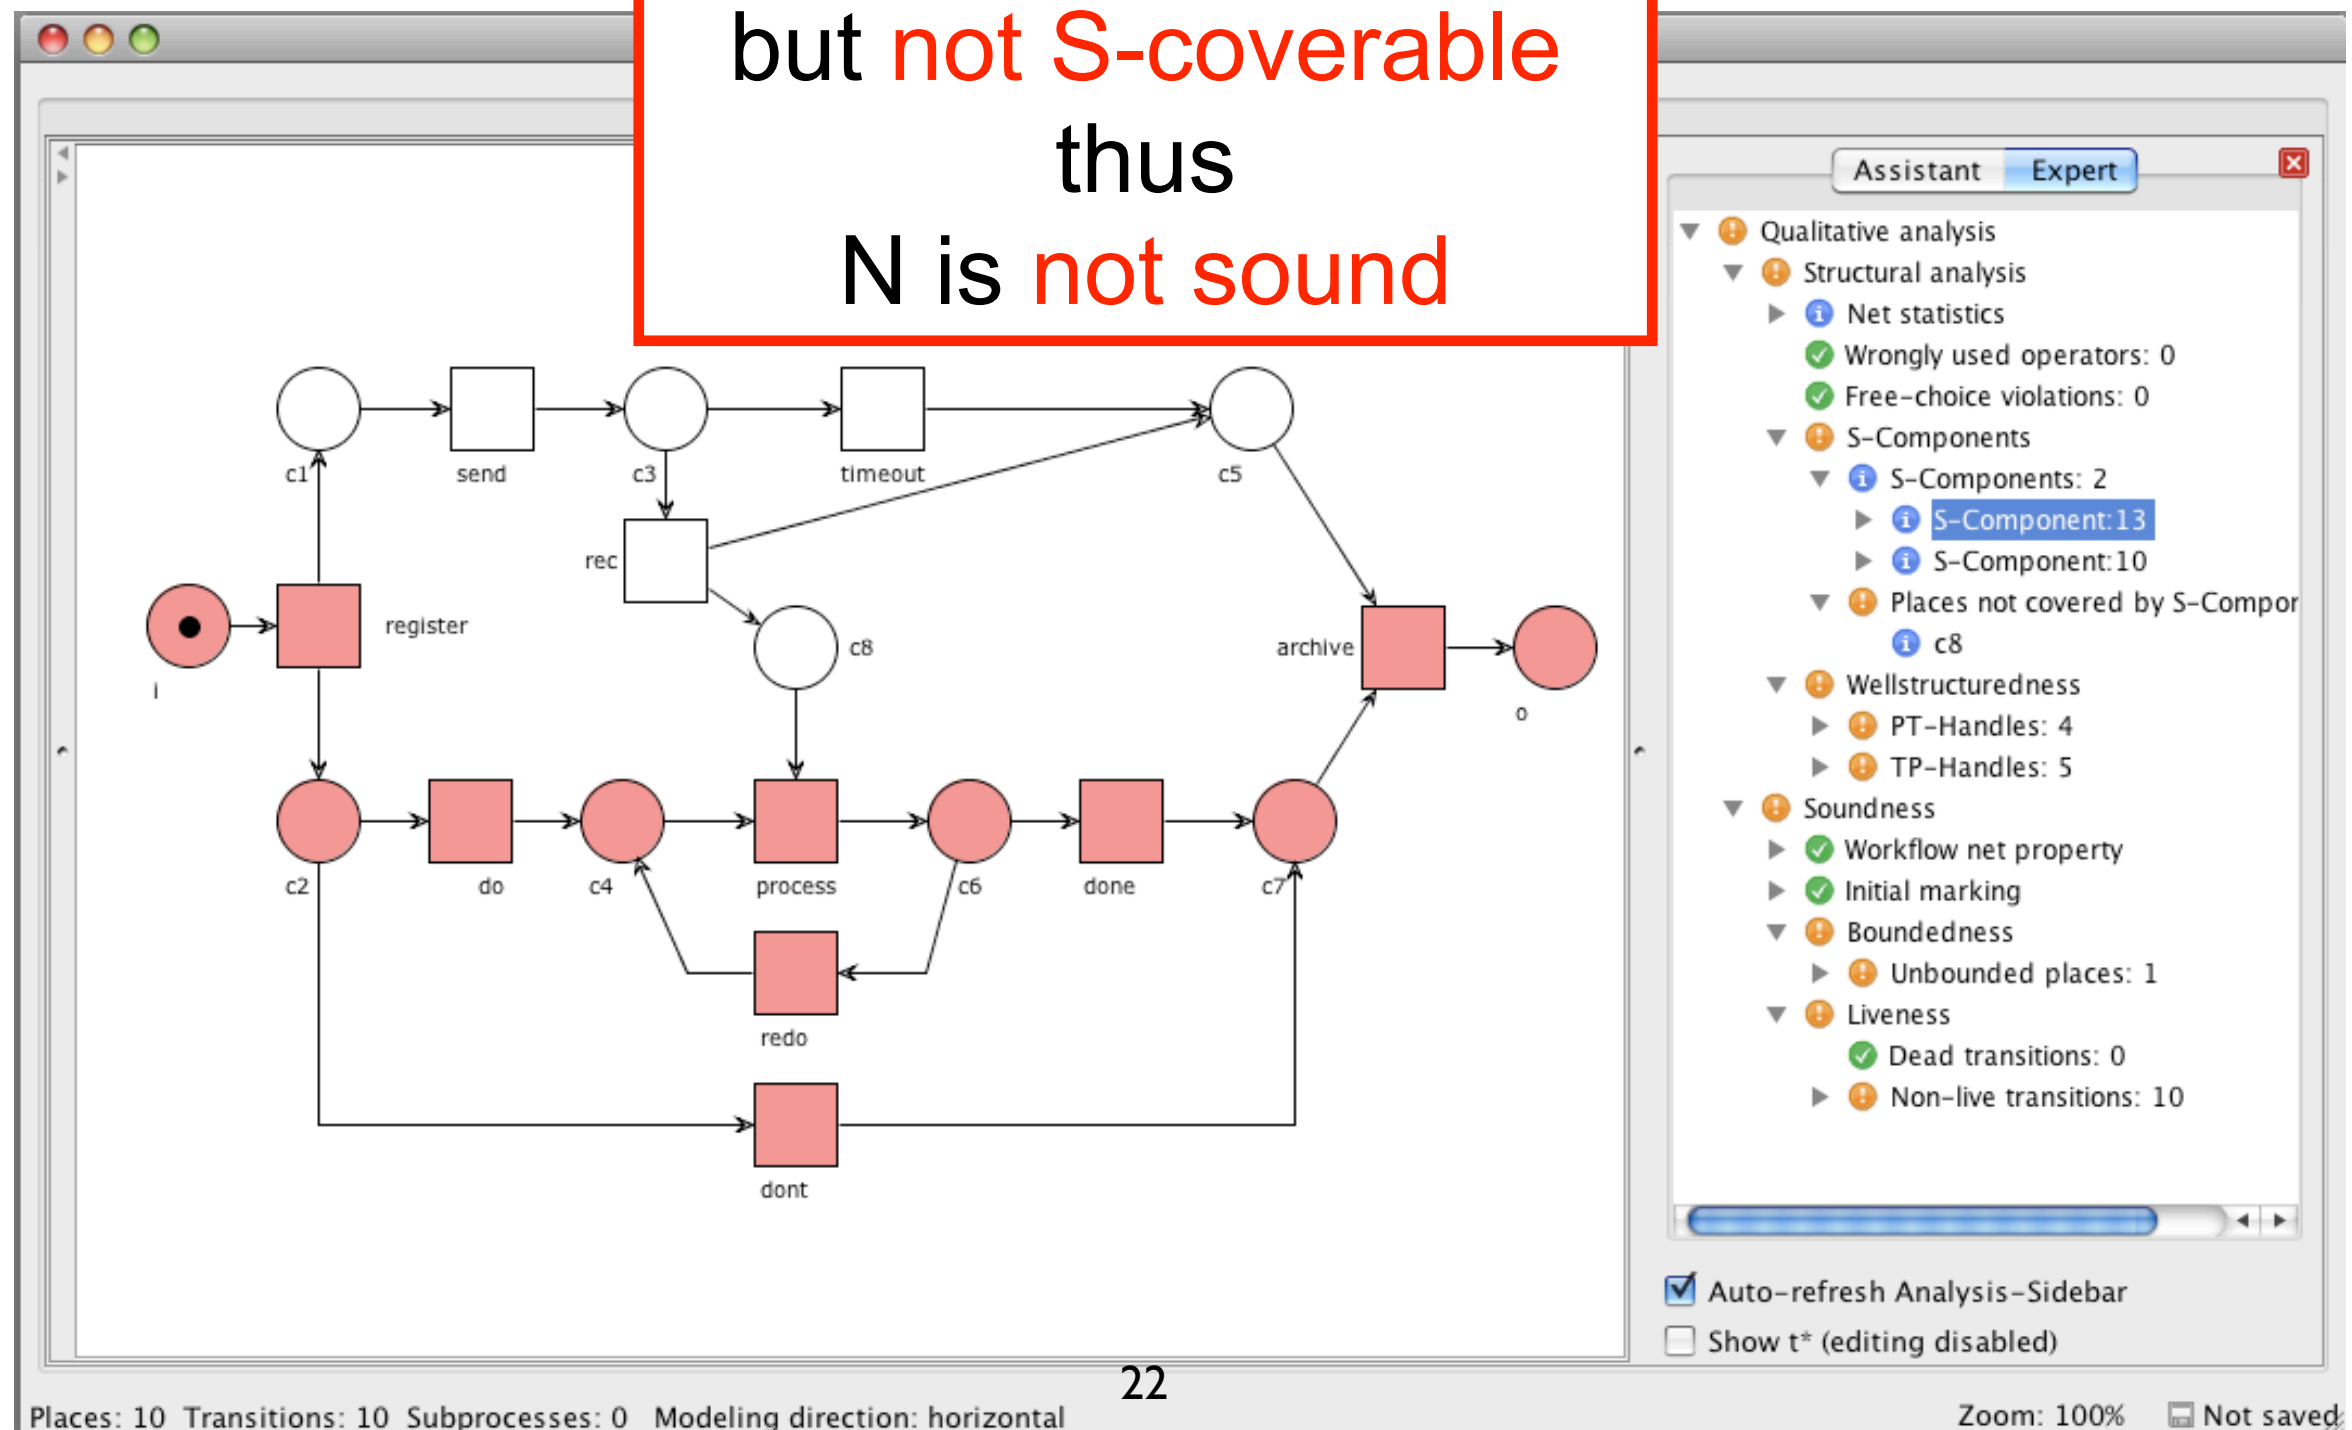 but not S-coverable
thus
N is not sound
c1
send
c3
timeout
c5
rec
i
register
c8
archive
o
c2
do
c4
process
c6
done
c7
redo
dont
Assistant
Expert
Qualitative analysis
Structural analysis
Net statistics
Wrongly used operators: 0
Free-choice violations: 0
S-Components
S-Components: 2
S-Component:13
S-Component:10
Places not covered by S-Compor
c8
Wellstructuredness
PT-Handles: 4
TP-Handles: 5
Soundness
Workflow net property
Initial marking
Boundedness
Unbounded places: 1
Liveness
Dead transitions: 0
Non-live transitions: 10
Auto-refresh Analysis-Sidebar
Show t* (editing disabled)
22
Places: 10 Transitions: 10 Subprocesses: 0 Modeling direction: horizontal
Zoom: 100% Not saved